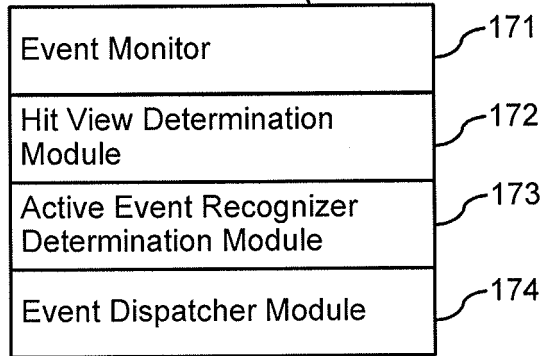 Event Monitor
171
Hit View Determination
Module
172
Active Event Recognizer
Determination Module
173
Event Dispatcher Module
174